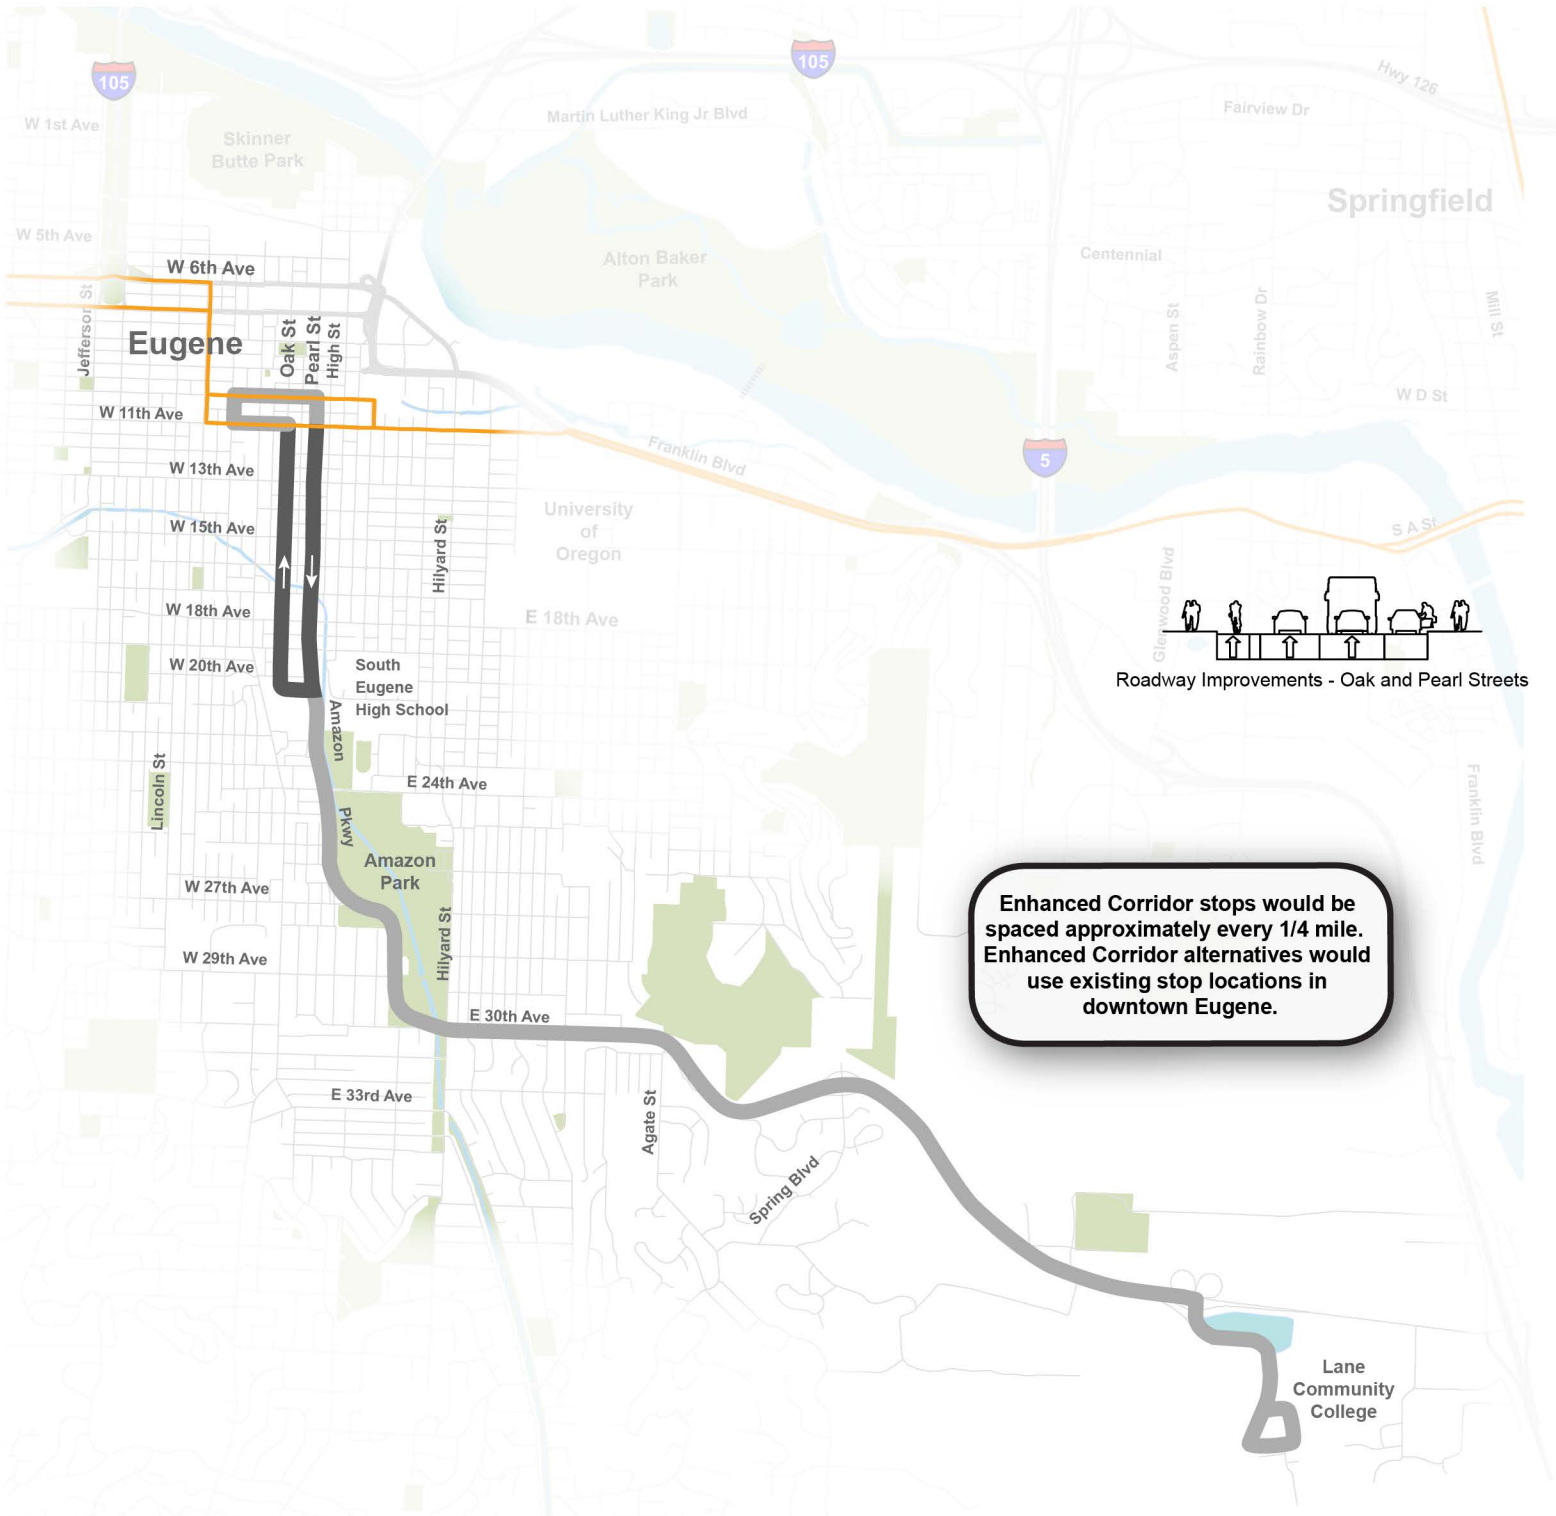 105
105
Hwy 126
W 1st Ave
Skinner
Butte Park
Martin Luther King Jr Blvd
Fairview Dr
Springfield
W 5th Ave
W 6th Ave
Alton Baker
Park
Centennial
Jefferson St
Eugene
Oak St
Pearl St
High St
Aspen St
Rainbow Dr
Mill St
W 11th Ave
W D St
W 13th Ave
Franklin Blvd
5
W 15th Ave
Hilyard St
University
of
Oregon
S A St
W 18th Ave
E 18th Ave
Glenwood Blvd
W 20th Ave
South
Eugene
High School
Roadway Improvements - Oak and Pearl Streets
Amazon
Pkwy
Lincoln St
E 24th Ave
Franklin Blvd
Amazon
Park
W 27th Ave
Hilyard St
W 29th Ave
Enhanced Corridor stops would be
spaced approximately every 1/4 mile.
Enhanced Corridor alternatives would
use existing stop locations in
downtown Eugene.
E 30th Ave
E 33rd Ave
Agate St
Spring Blvd
Lane
Community
College